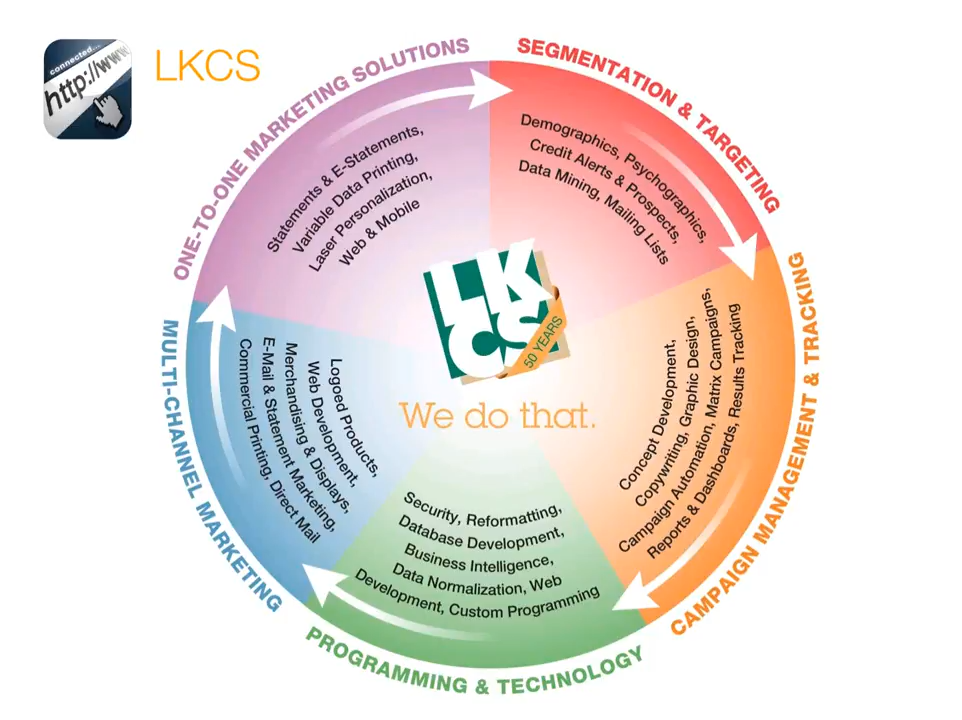 connected...
http://www
LKCS
SEGMENTATION & TARGETING
Demographics, Psychographics,
Credit Alerts & Prospects,
Data Mining, Mailing Lists
CAMPAIGN MANAGEMENT & TRACKING
Concept Development,
Copywriting, Graphic Design,
Campaign Automation, Matrix Campaigns,
Reports & Dashboards, Results Tracking
PROGRAMMING & TECHNOLOGY
Security, Reformatting,
Database Development,
Business Intelligence,
Data Normalization, Web
Development, Custom Programming
MULTI-CHANNEL MARKETING
Logoed Products,
Web Development,
Merchandising & Displays,
E-Mail & Statement Marketing,
Commercial Printing, Direct Mail
ONE-TO-ONE MARKETING SOLUTIONS
Statements & E-Statements,
Variable Data Printing,
Laser Personalization,
Web & Mobile
LK
CS
50 YEARS
We do that.